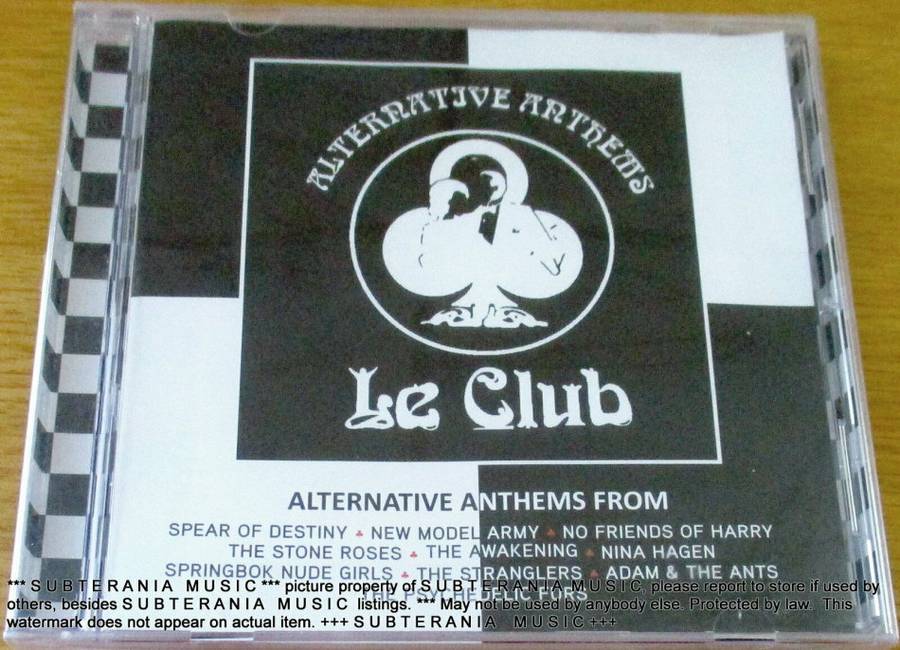 ALTERNATIVE ANTHEMS
Le Club
ALTERNATIVE ANTHEMS FROM
SPEAR OF DESTINY ♣ NEW MODEL ARMY ♣ NO FRIENDS OF HARRY
THE STONE ROSES ♣ THE AWAKENING ♣ NINA HAGEN
SPRINGBOK NUDE GIRLS ♣ THE STRANGLERS ♣ ADAM & THE ANTS
THE PSYCHEDELIC FURS
*** S U B T E R A N I A M U S I C *** picture property of S U B T E R A N I A M U S I C, please report to store if used by
others, besides S U B T E R A N I A M U S I C listings. *** May not be used by anybody else. Protected by law. This
watermark does not appear on actual item. +++ S U B T E R A N I A M U S I C +++